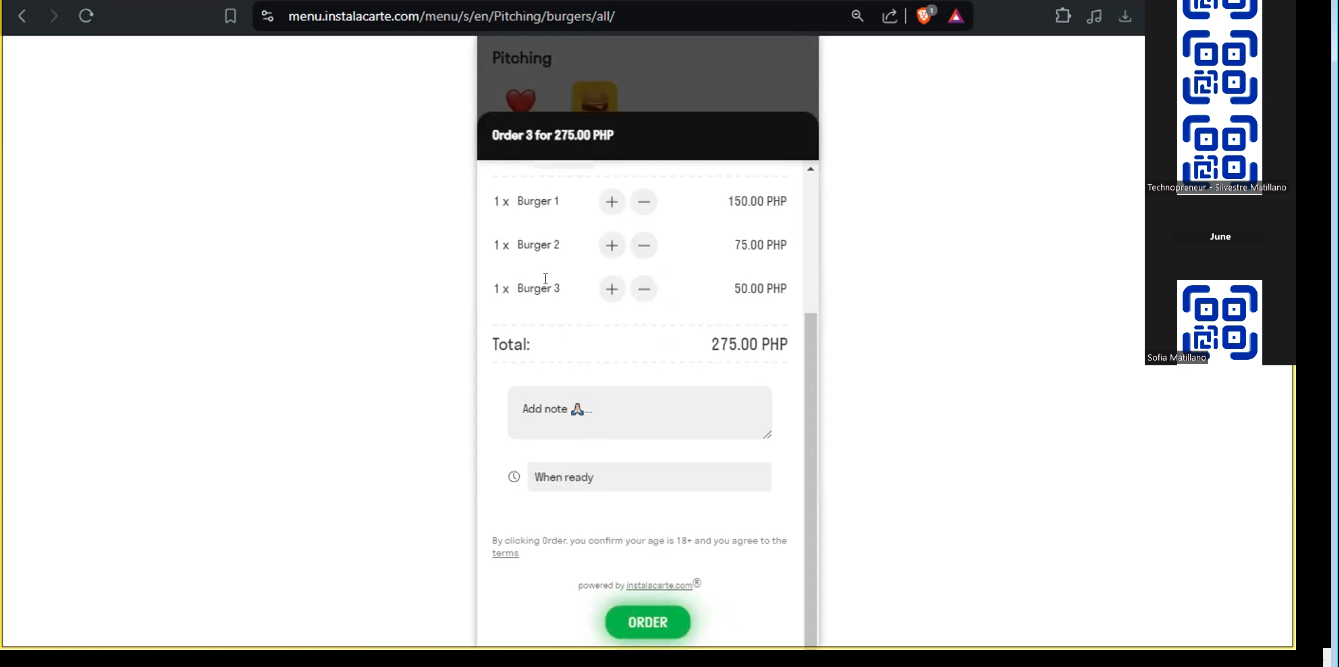 menu.instalacarte.com/menu/s/en/Pitching/burgers/all/
1
Pitching
Order 3 for 275.00 PHP
1 x Burger 1 + − 150.00 PHP
1 x Burger 2 + − 75.00 PHP
1 x Burger 3 + − 50.00 PHP
Total: 275.00 PHP
Add note 🙏🏼...
When ready
By clicking Order, you confirm your age is 18+ and you agree to the
terms
powered by instalacarte.com®
ORDER
Technopreneur - Silvestre Matillano
June
Sofia Matillano